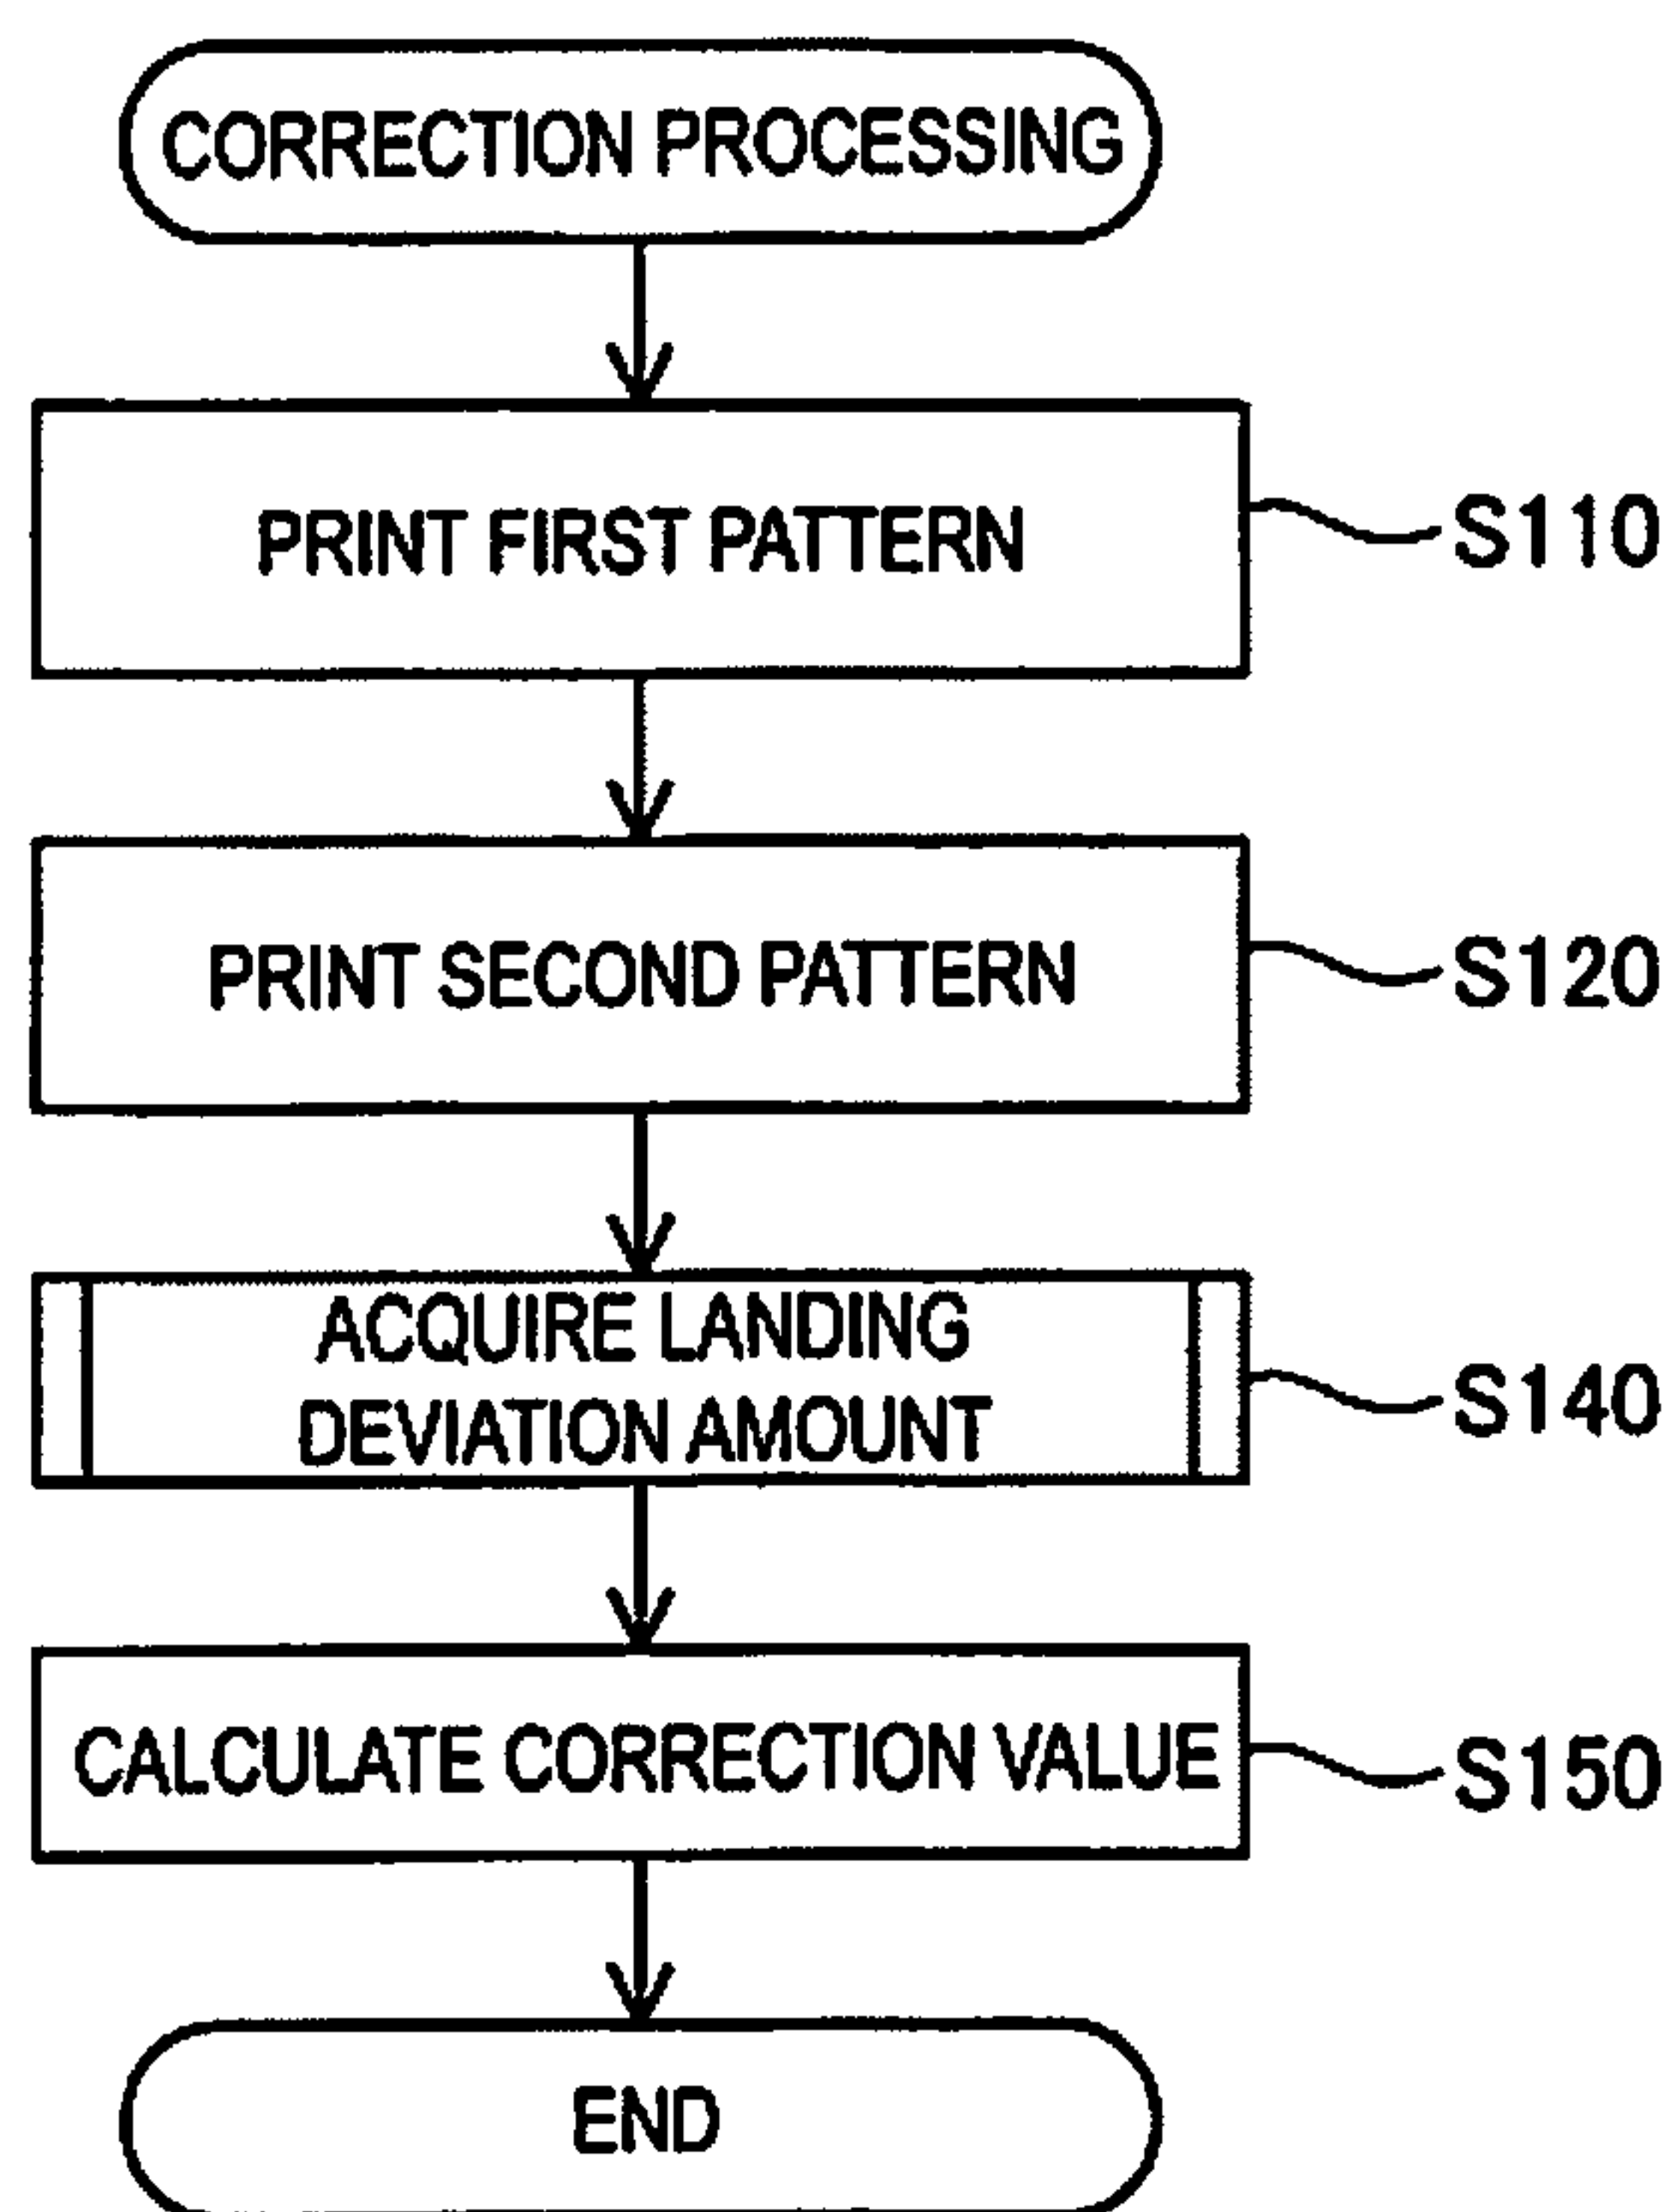 CORRECTION PROCESSING
PRINT FIRST PATTERN
S110
PRINT SECOND PATTERN
S120
ACQUIRE LANDING
DEVIATION AMOUNT
S140
CALCULATE CORRECTION VALUE
S150
END